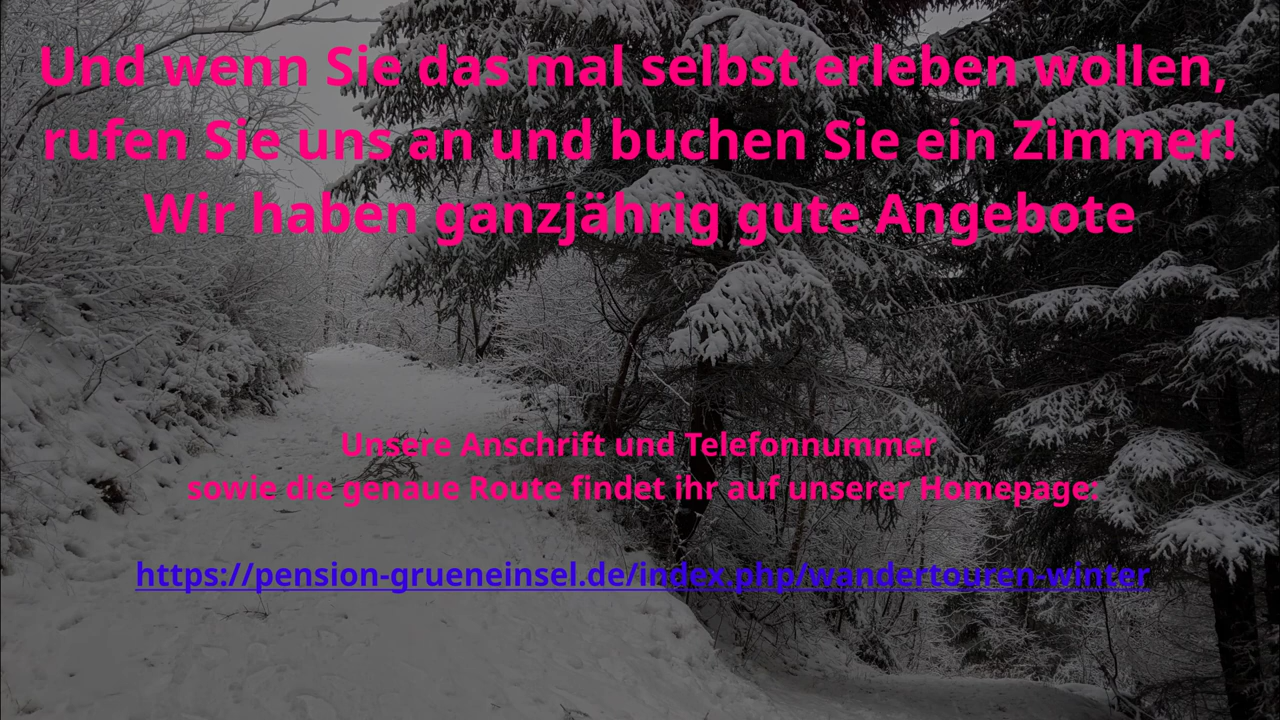 Und wenn Sie das mal selbst erleben wollen,
rufen Sie uns an und buchen Sie ein Zimmer!
Wir haben ganzjährig gute Angebote
Unsere Anschrift und Telefonnummer
sowie die genaue Route findet ihr auf unserer Homepage:
https://pension-grueneinsel.de/index.php/wandertouren-winter